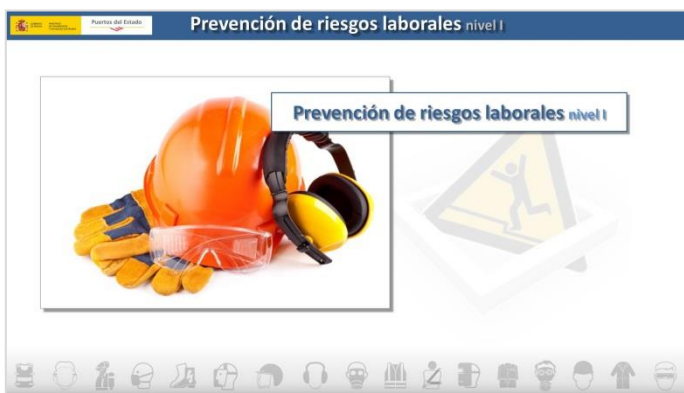 Puertos del Estado
Prevención de riesgos laborales nivel I
Prevención de riesgos laborales nivel I